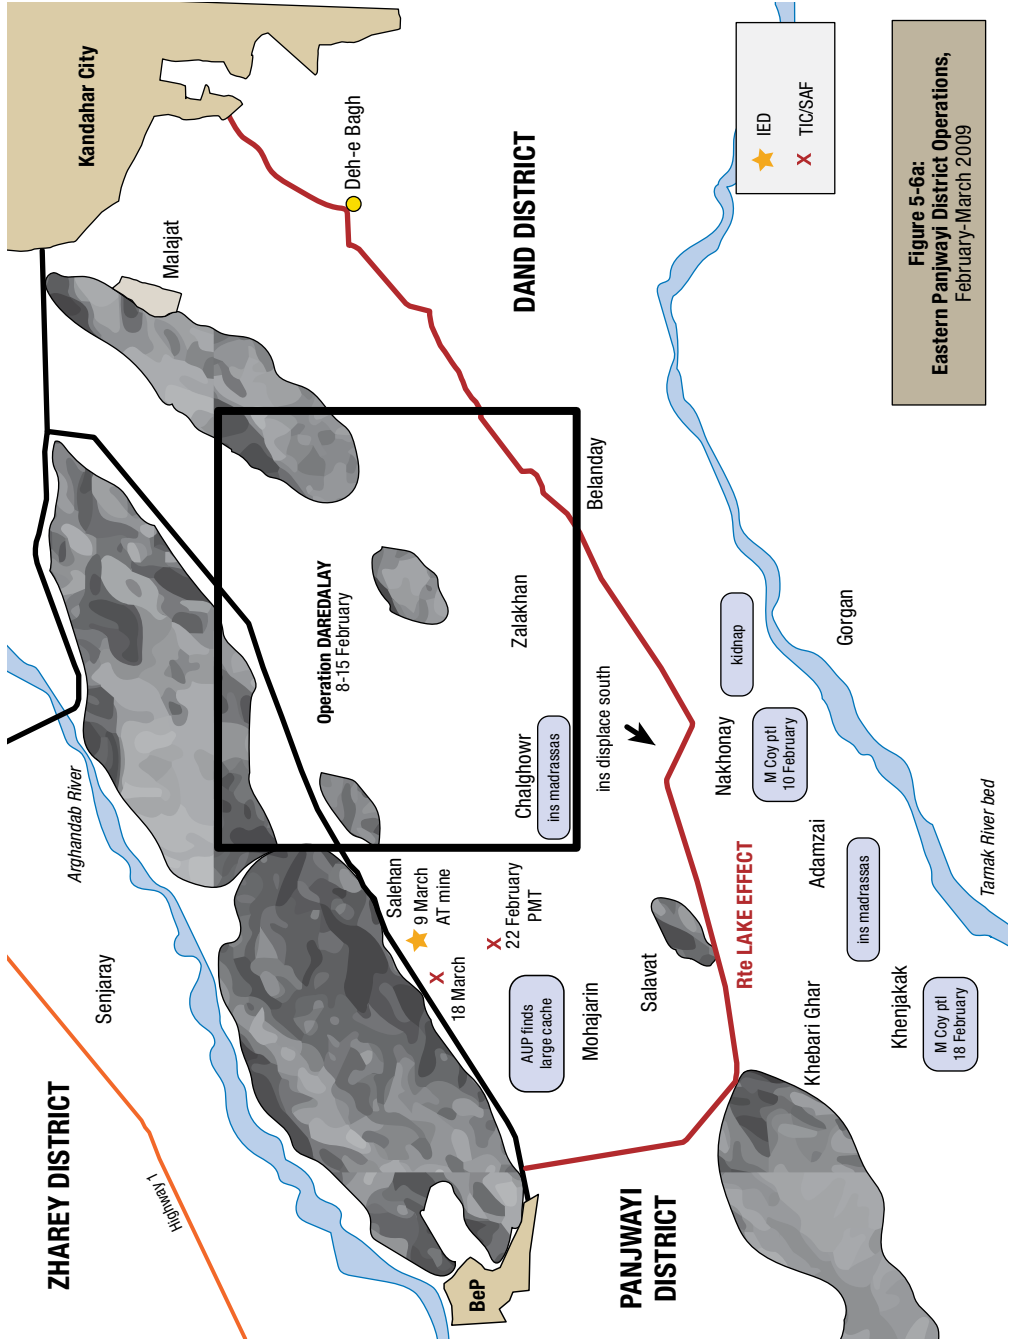 ZHAREY DISTRICT
Highway 1
Senjaray
Arghandab River
Kandahar City
Malajat
Deh-e Bagh
DAND DISTRICT
Operation DAREDALAY
8-15 February
Salehan
9 March
AT mine
18 March
22 February
PMT
AUP finds
large cache
Mohajarin
Chalghowr
ins madrassas
Zalakhan
Belanday
ins displace south
Salavat
Rte LAKE EFFECT
Nakhonay
kidnap
M Coy ptl
10 February
Adamzai
ins madrassas
Gorgan
Khebari Ghar
Khenjakak
M Coy ptl
18 February
Tarnak River bed
BeP
PANJWAYI
DISTRICT
IED
X TIC/SAF
Figure 5-6a:
Eastern Panjwayi District Operations,
February-March 2009